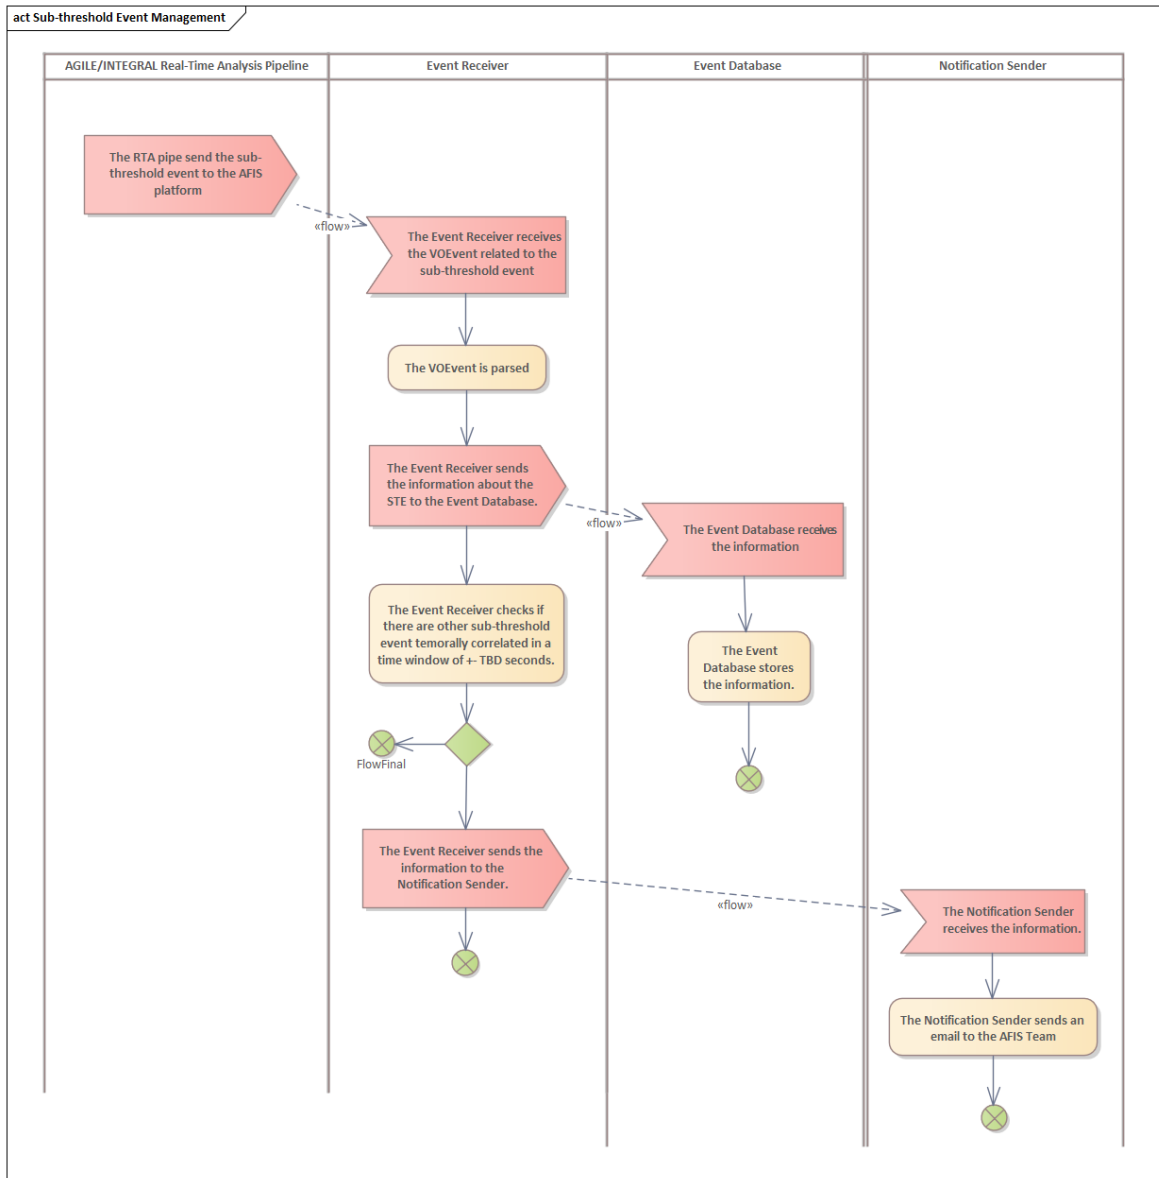 act Sub-threshold Event Management
AGILE/INTEGRAL Real-Time Analysis Pipeline
Event Receiver
Event Database
Notification Sender
The RTA pipe send the sub-
threshold event to the AFIS
platform
«flow»
The Event Receiver receives
the VOEvent related to the
sub-threshold event
The VOEvent is parsed
The Event Receiver sends
the information about the
STE to the Event Database.
«flow»
The Event Database receives
the information
The Event Receiver checks if
there are other sub-threshold
event temorally correlated in a
time window of +- TBD seconds.
The Event
Database stores
the information.
FlowFinal
The Event Receiver sends the
information to the
Notification Sender.
«flow»
The Notification Sender
receives the information.
The Notification Sender sends an
email to the AFIS Team